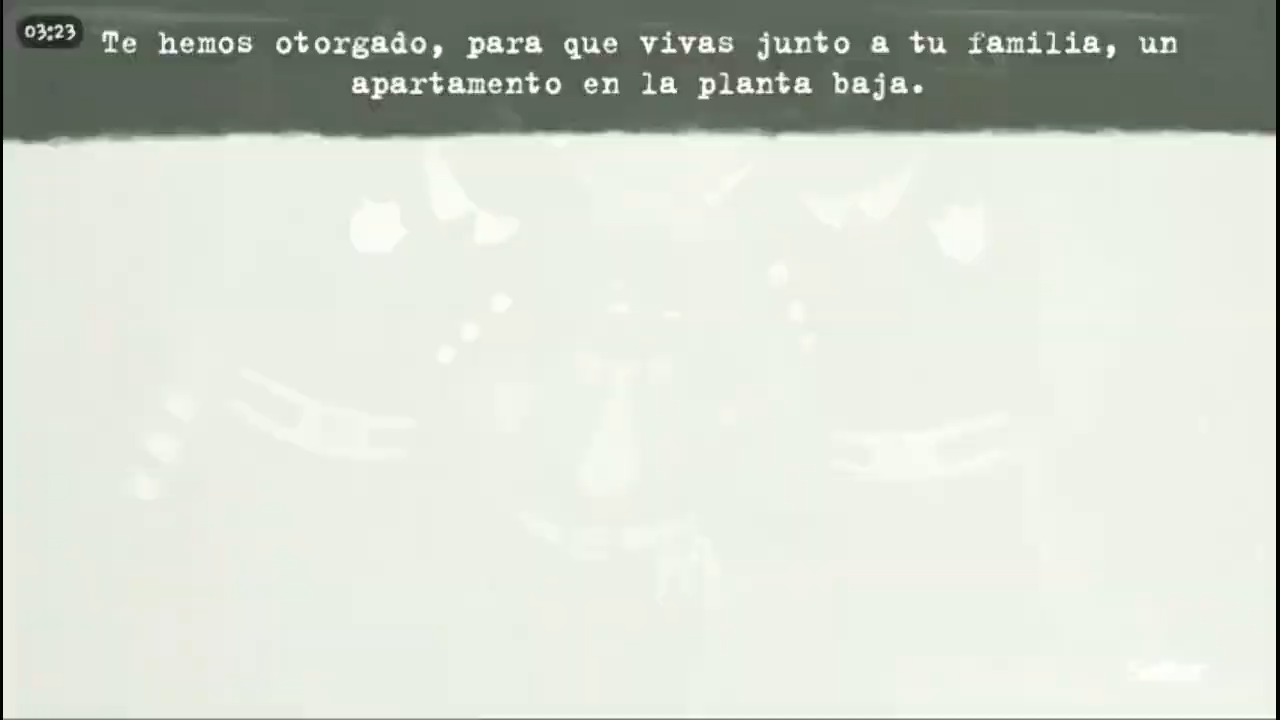 03:23
Te hemos otorgado, para que vivas junto a tu familia, un
apartamento en la planta baja.